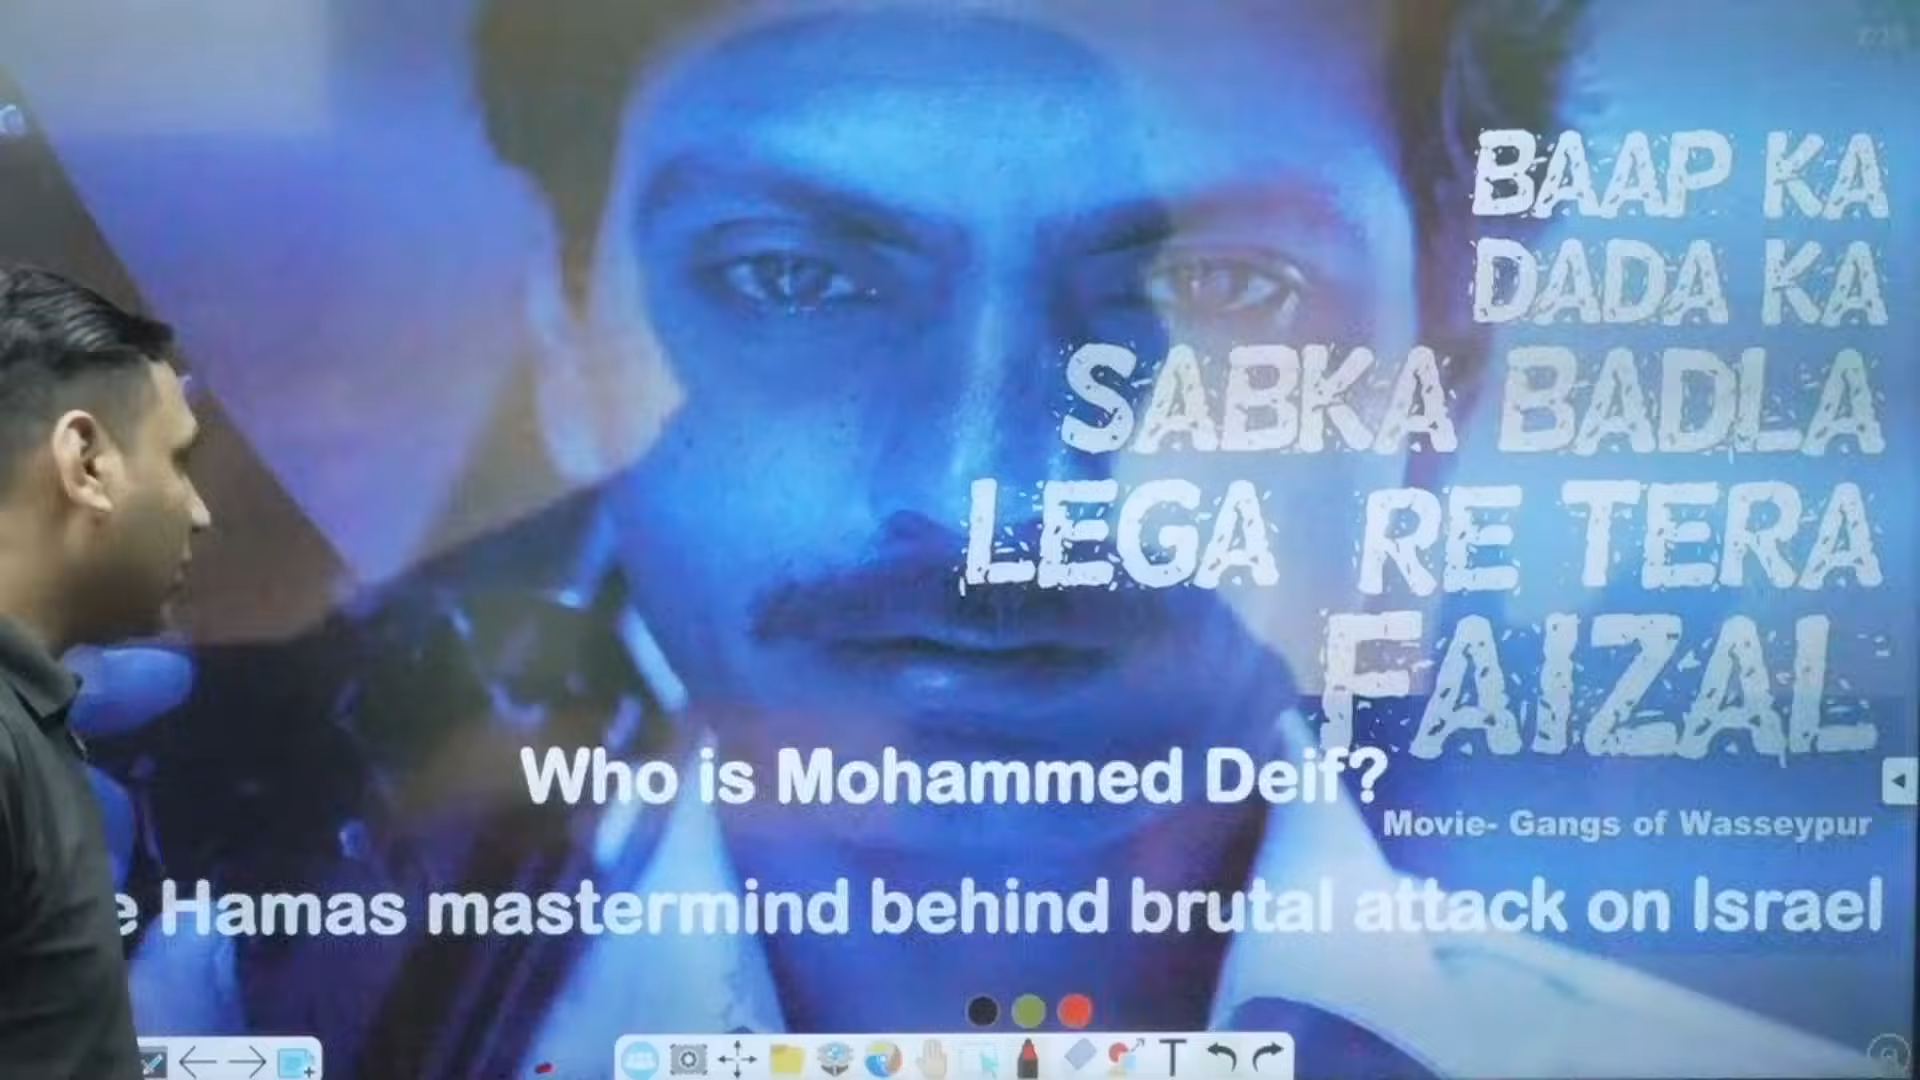 BAAP KA
DADA KA
SABKA BADLA
LEGA RE TERA
FAIZAL
Who is Mohammed Deif?
Movie- Gangs of Wasseypur
e Hamas mastermind behind brutal attack on Israel
T